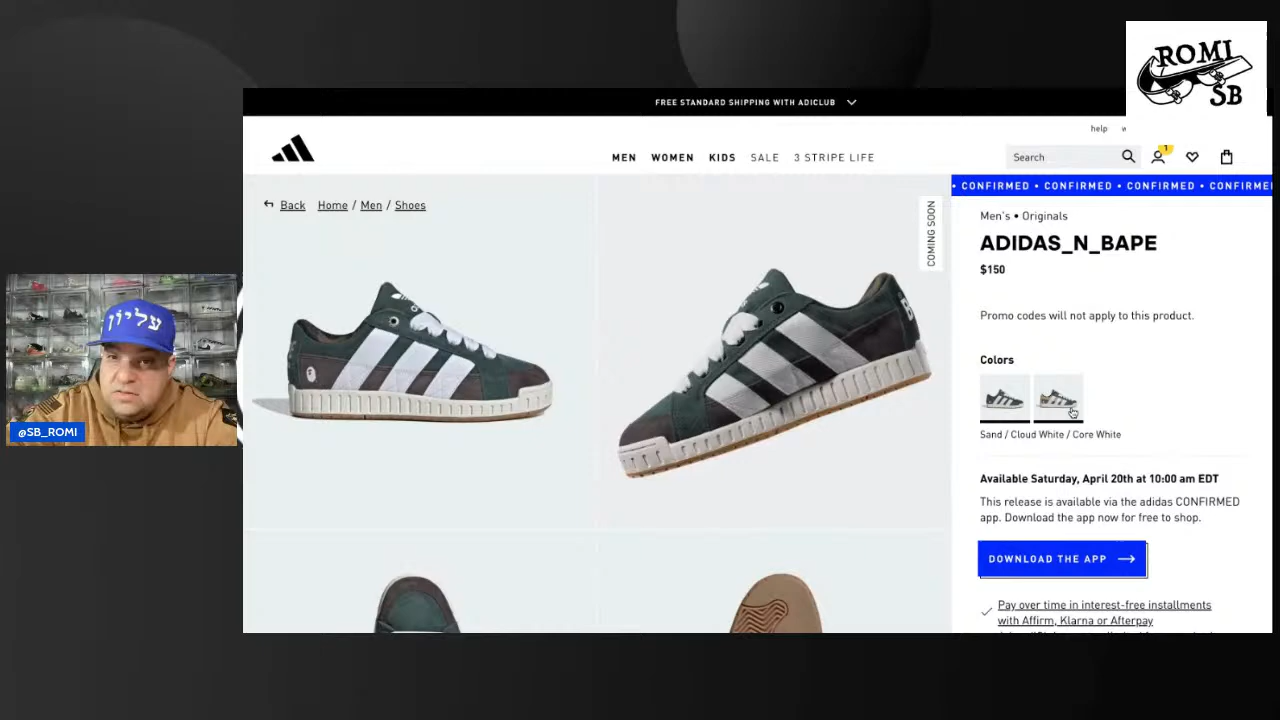 ROMI
SB
FREE STANDARD SHIPPING WITH ADICLUB
help
MEN WOMEN KIDS SALE 3 STRIPE LIFE
Search
1
• CONFIRMED • CONFIRMED • CONFIRMED • CONFIRME
Back Home / Men / Shoes
COMING SOON
Men's • Originals
ADIDAS_N_BAPE
$150
Promo codes will not apply to this product.
Colors
Sand / Cloud White / Core White
Available Saturday, April 20th at 10:00 am EDT
This release is available via the adidas CONFIRMED
app. Download the app now for free to shop.
DOWNLOAD THE APP
Pay over time in interest-free installments
with Affirm, Klarna or Afterpay
עליון
@SB_ROMI